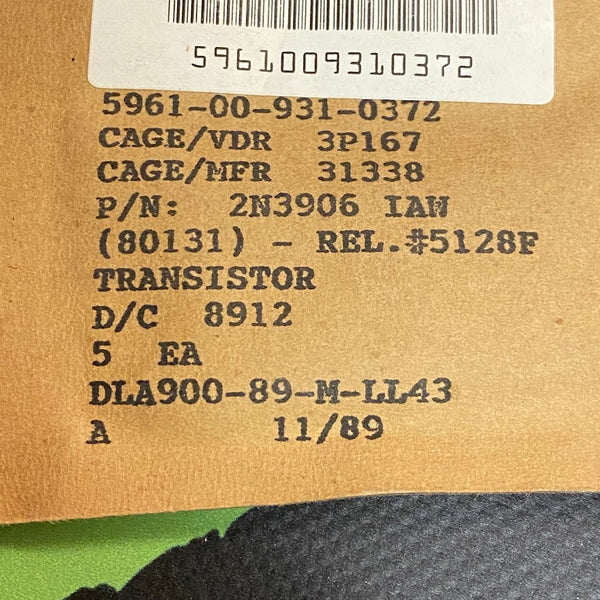 5961009310372
5961-00-931-0372
CAGE/VDR 3P167
CAGE/MFR 31338
P/N: 2N3906 IAW
(80131) - REL.#5128F
TRANSISTOR
D/C 8912
5 EA
DLA900-89-M-LL43
A 11/89